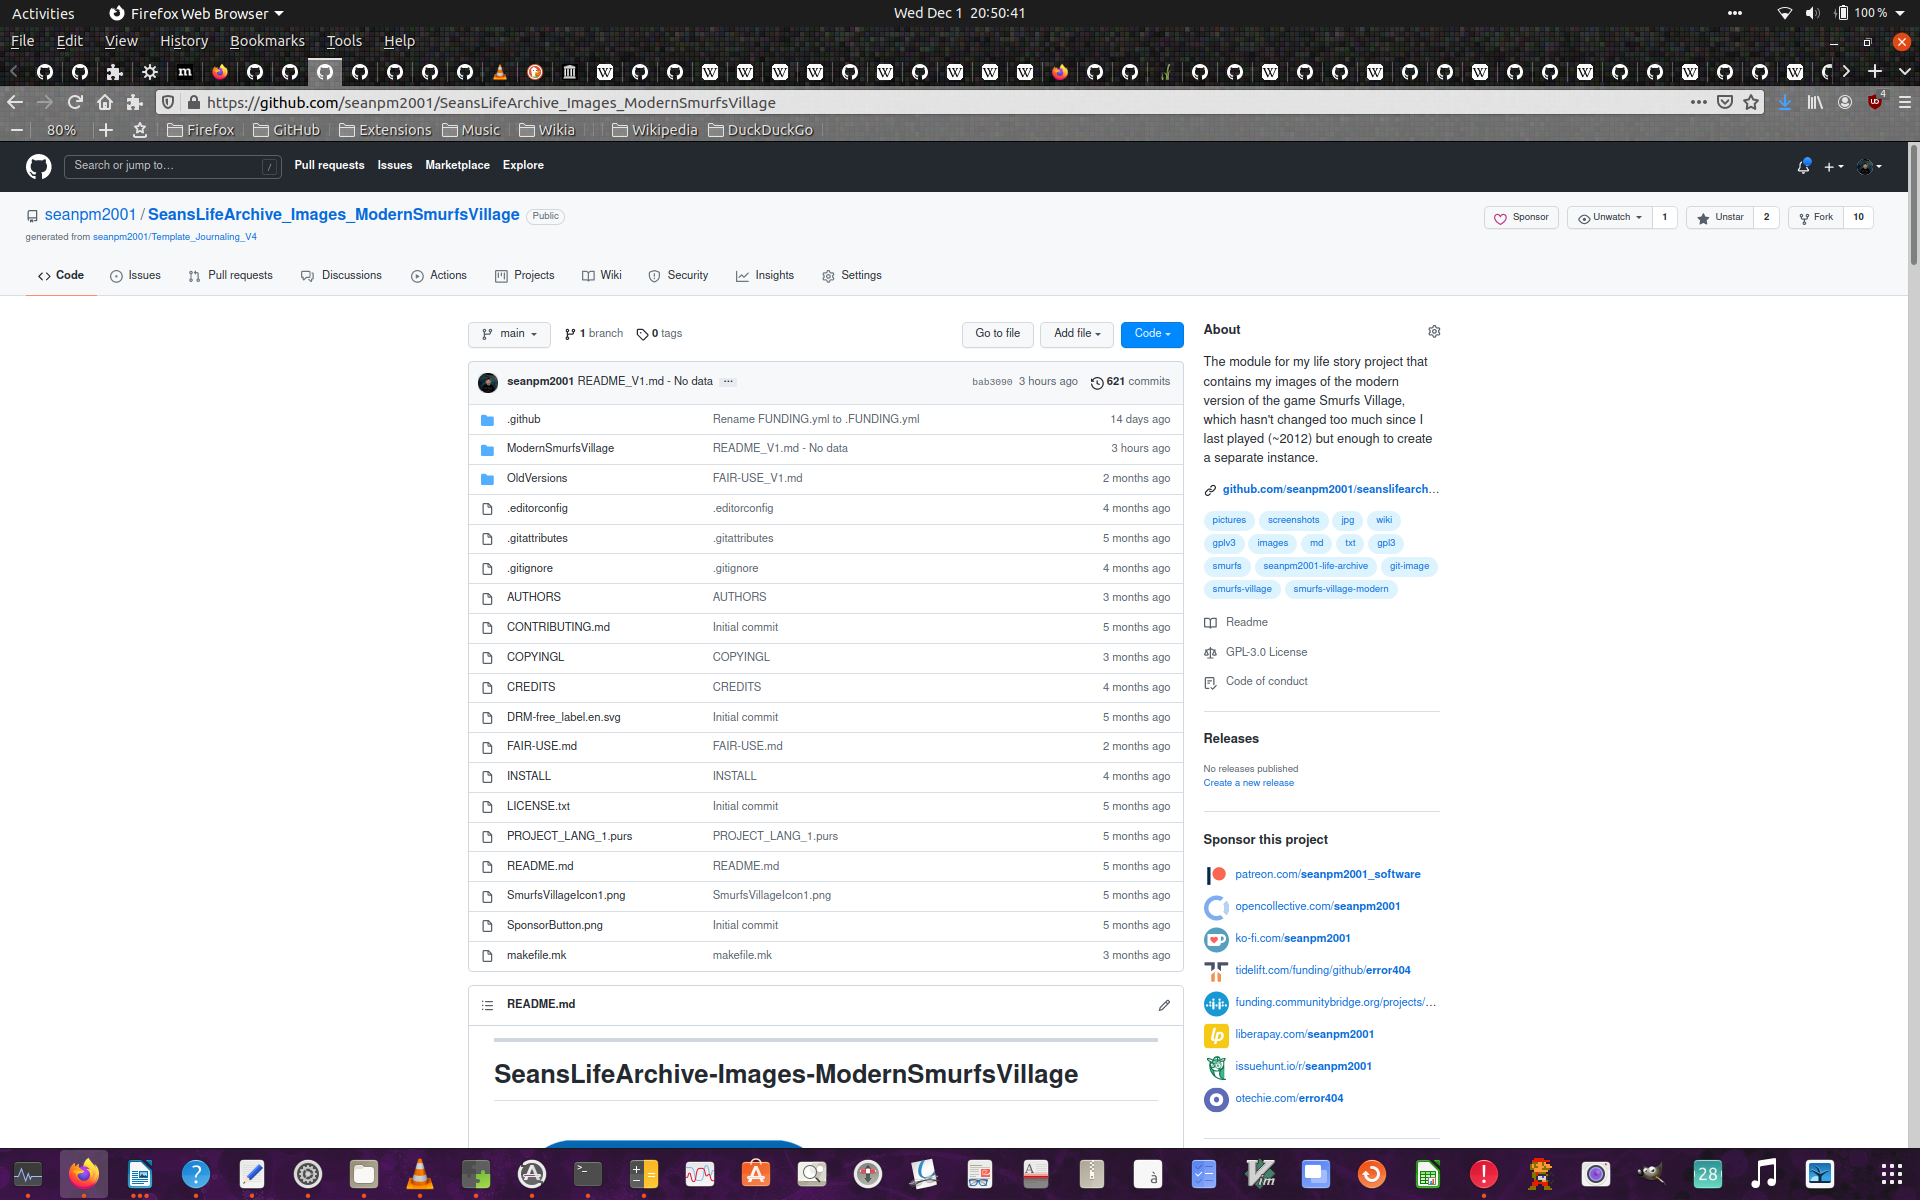 Activities Firefox Web Browser Wed Dec 1 20:50:41 100 %
File Edit View History Bookmarks Tools Help
https://github.com/seanpm2001/SeansLifeArchive_Images_ModernSmurfsVillage 4
80% Firefox GitHub Extensions Music Wikia Wikipedia DuckDuckGo
Search or jump to… / Pull requests Issues Marketplace Explore
seanpm2001 / SeansLifeArchive_Images_ModernSmurfsVillage Public Sponsor Unwatch 1 Unstar 2 Fork 10
generated from seanpm2001/Template_Journaling_V4
Code Issues Pull requests Discussions Actions Projects Wiki Security Insights Settings
main 1 branch 0 tags Go to file Add file Code
seanpm2001 README_V1.md - No data ··· bab3090 3 hours ago 621 commits
.github Rename FUNDING.yml to .FUNDING.yml 14 days ago
ModernSmurfsVillage README_V1.md - No data 3 hours ago
OldVersions FAIR-USE_V1.md 2 months ago
.editorconfig .editorconfig 4 months ago
.gitattributes .gitattributes 5 months ago
.gitignore .gitignore 4 months ago
AUTHORS AUTHORS 3 months ago
CONTRIBUTING.md Initial commit 5 months ago
COPYINGL COPYINGL 3 months ago
CREDITS CREDITS 4 months ago
DRM-free_label.en.svg Initial commit 5 months ago
FAIR-USE.md FAIR-USE.md 2 months ago
INSTALL INSTALL 4 months ago
LICENSE.txt Initial commit 5 months ago
PROJECT_LANG_1.purs PROJECT_LANG_1.purs 5 months ago
README.md README.md 5 months ago
SmurfsVillageIcon1.png SmurfsVillageIcon1.png 5 months ago
SponsorButton.png Initial commit 5 months ago
makefile.mk makefile.mk 3 months ago
README.md
SeansLifeArchive-Images-ModernSmurfsVillage
About
The module for my life story project that
contains my images of the modern
version of the game Smurfs Village,
which hasn't changed too much since I
last played (~2012) but enough to create
a separate instance.
github.com/seanpm2001/seanslifearch…
pictures screenshots jpg wiki
gplv3 images md txt gpl3
smurfs seanpm2001-life-archive git-image
smurfs-village smurfs-village-modern
Readme
GPL-3.0 License
Code of conduct
Releases
No releases published
Create a new release
Sponsor this project
patreon.com/seanpm2001_software
opencollective.com/seanpm2001
ko-fi.com/seanpm2001
tidelift.com/funding/github/error404
funding.communitybridge.org/projects/…
liberapay.com/seanpm2001
issuehunt.io/r/seanpm2001
otechie.com/error404
28